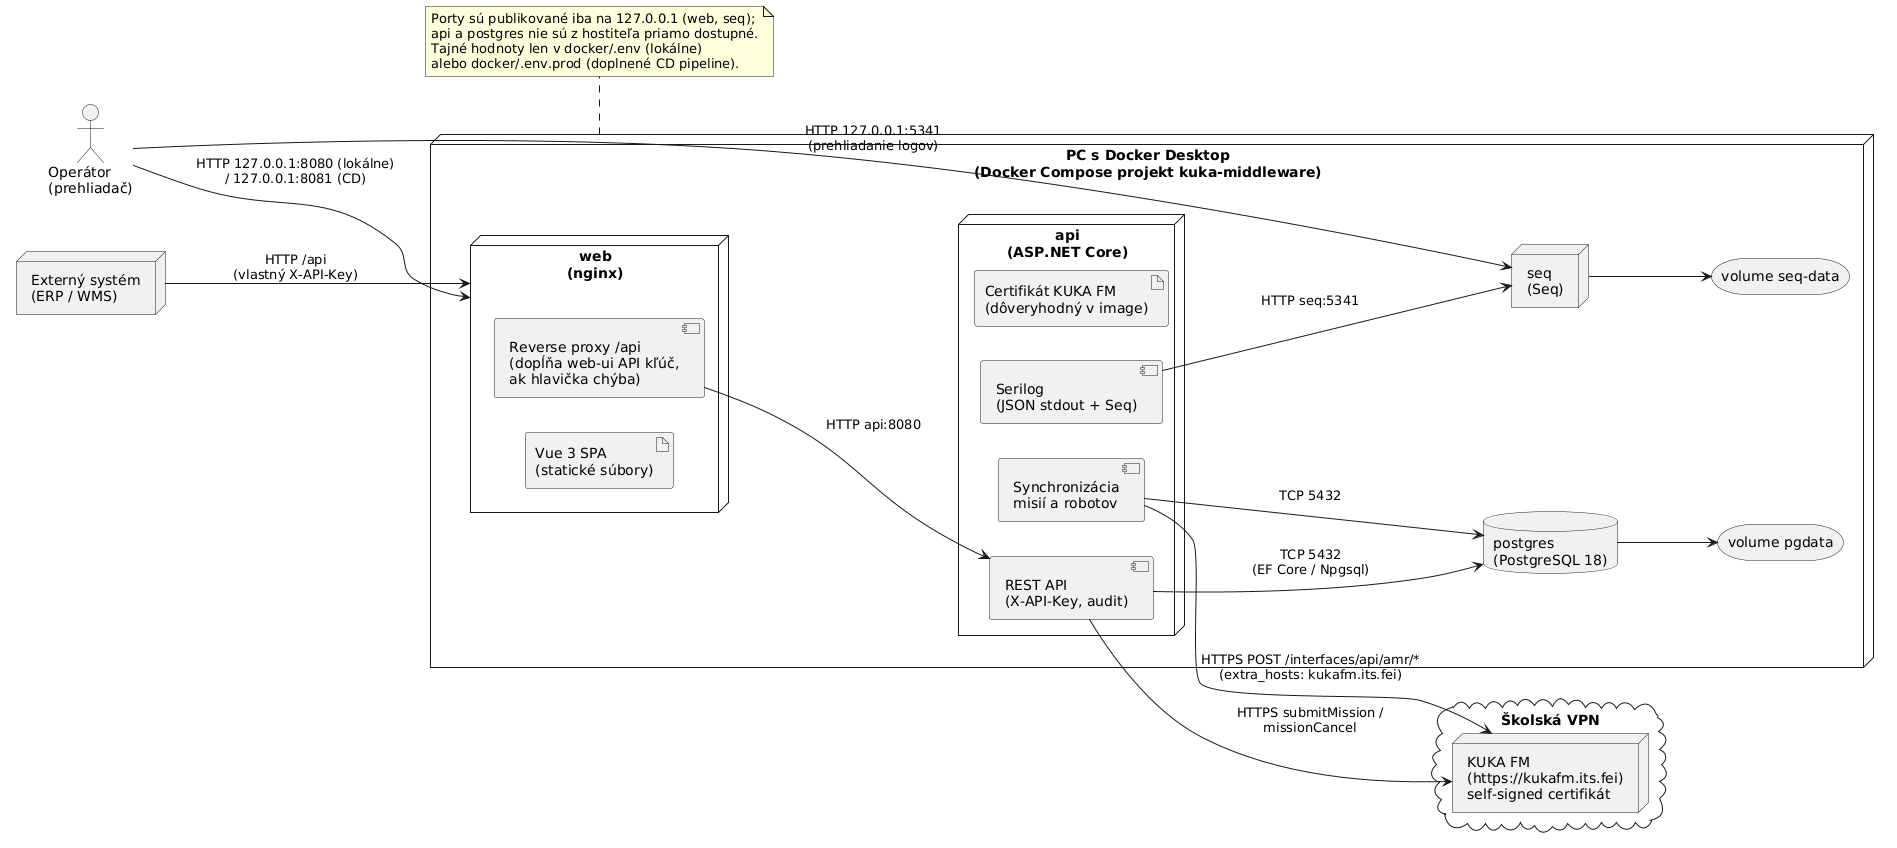 Porty sú publikované iba na 127.0.0.1 (web, seq);
api a postgres nie sú z hostiteľa priamo dostupné.
Tajné hodnoty len v docker/.env (lokálne)
alebo docker/.env.prod (doplnené CD pipeline).
Operátor
(prehliadač)
HTTP 127.0.0.1:5341
(prehliadanie logov)
HTTP 127.0.0.1:8080 (lokálne)
/ 127.0.0.1:8081 (CD)
PC s Docker Desktop
(Docker Compose projekt kuka-middleware)
Externý systém
(ERP / WMS)
HTTP /api
(vlastný X-API-Key)
web
(nginx)
Reverse proxy /api
(dopĺňa web-ui API kľúč,
ak hlavička chýba)
Vue 3 SPA
(statické súbory)
HTTP api:8080
api
(ASP.NET Core)
Certifikát KUKA FM
(dôveryhodný v image)
Serilog
(JSON stdout + Seq)
Synchronizácia
misií a robotov
REST API
(X-API-Key, audit)
HTTP seq:5341
seq
(Seq)
volume seq-data
TCP 5432
TCP 5432
(EF Core / Npgsql)
postgres
(PostgreSQL 18)
volume pgdata
HTTPS POST /interfaces/api/amr/*
(extra_hosts: kukafm.its.fei)
HTTPS submitMission /
missionCancel
Školská VPN
KUKA FM
(https://kukafm.its.fei)
self-signed certifikát